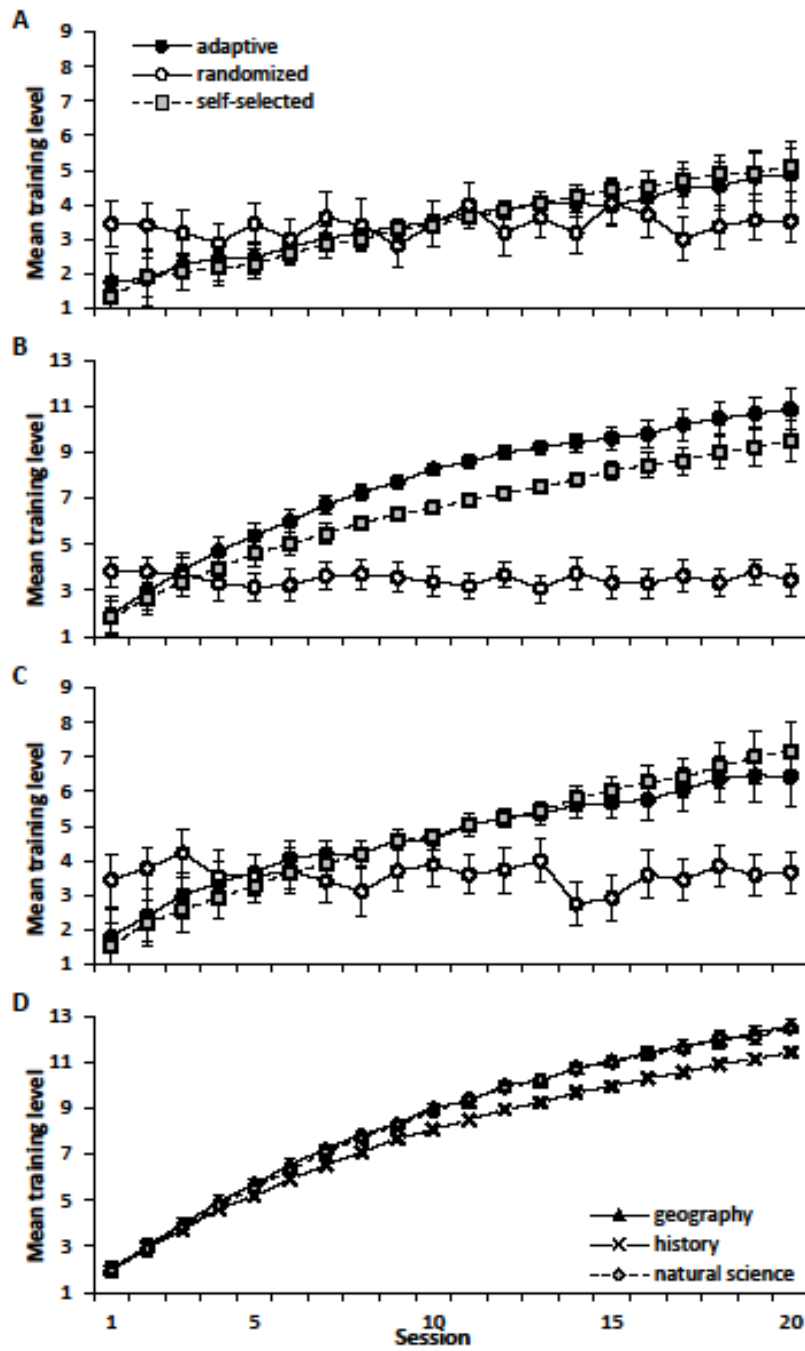 A
9
8
7
6
5
4
3
2
1
Mean training level
adaptive
randomized
self-selected
B
13
11
9
7
5
3
1
Mean training level
C
9
8
7
6
5
4
3
2
1
Mean training level
D
13
11
9
7
5
3
1
Mean training level
geography
history
natural science
1 5 10 15 20
Session